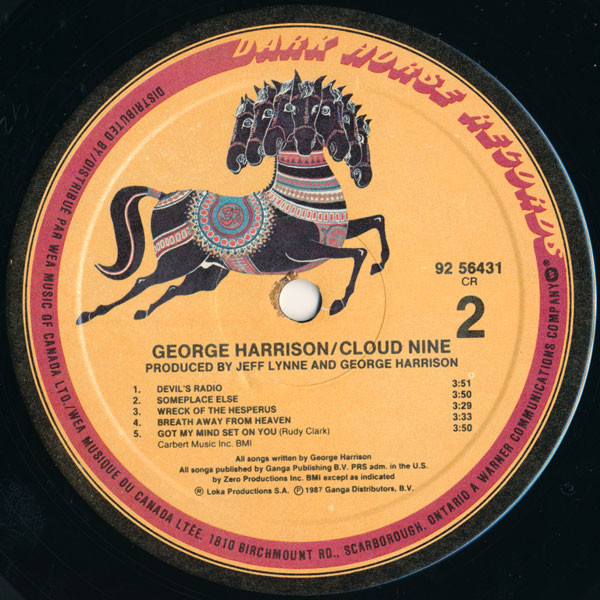 DARK HORSE RECORDS
DISTRIBUTED BY/DISTRIBUÉ PAR WEA MUSIC OF CANADA LTD./WEA MUSIQUE DU CANADA LTÉE. 1810 BIRCHMOUNT RD., SCARBOROUGH, ONTARIO A WARNER COMMUNICATIONS COMPANY
®
92 56431
CR
2
GEORGE HARRISON/CLOUD NINE
PRODUCED BY JEFF LYNNE AND GEORGE HARRISON
1. DEVIL'S RADIO 3:51
2. SOMEPLACE ELSE 3:50
3. WRECK OF THE HESPERUS 3:29
4. BREATH AWAY FROM HEAVEN 3:33
5. GOT MY MIND SET ON YOU (Rudy Clark) 3:50
Carbert Music Inc. BMI
All songs written by George Harrison
All songs published by Ganga Publishing B.V. PRS adm. in the U.S.
by Zero Productions Inc. BMI except as indicated
® Loka Productions S.A. ℗ 1987 Ganga Distributors, B.V.